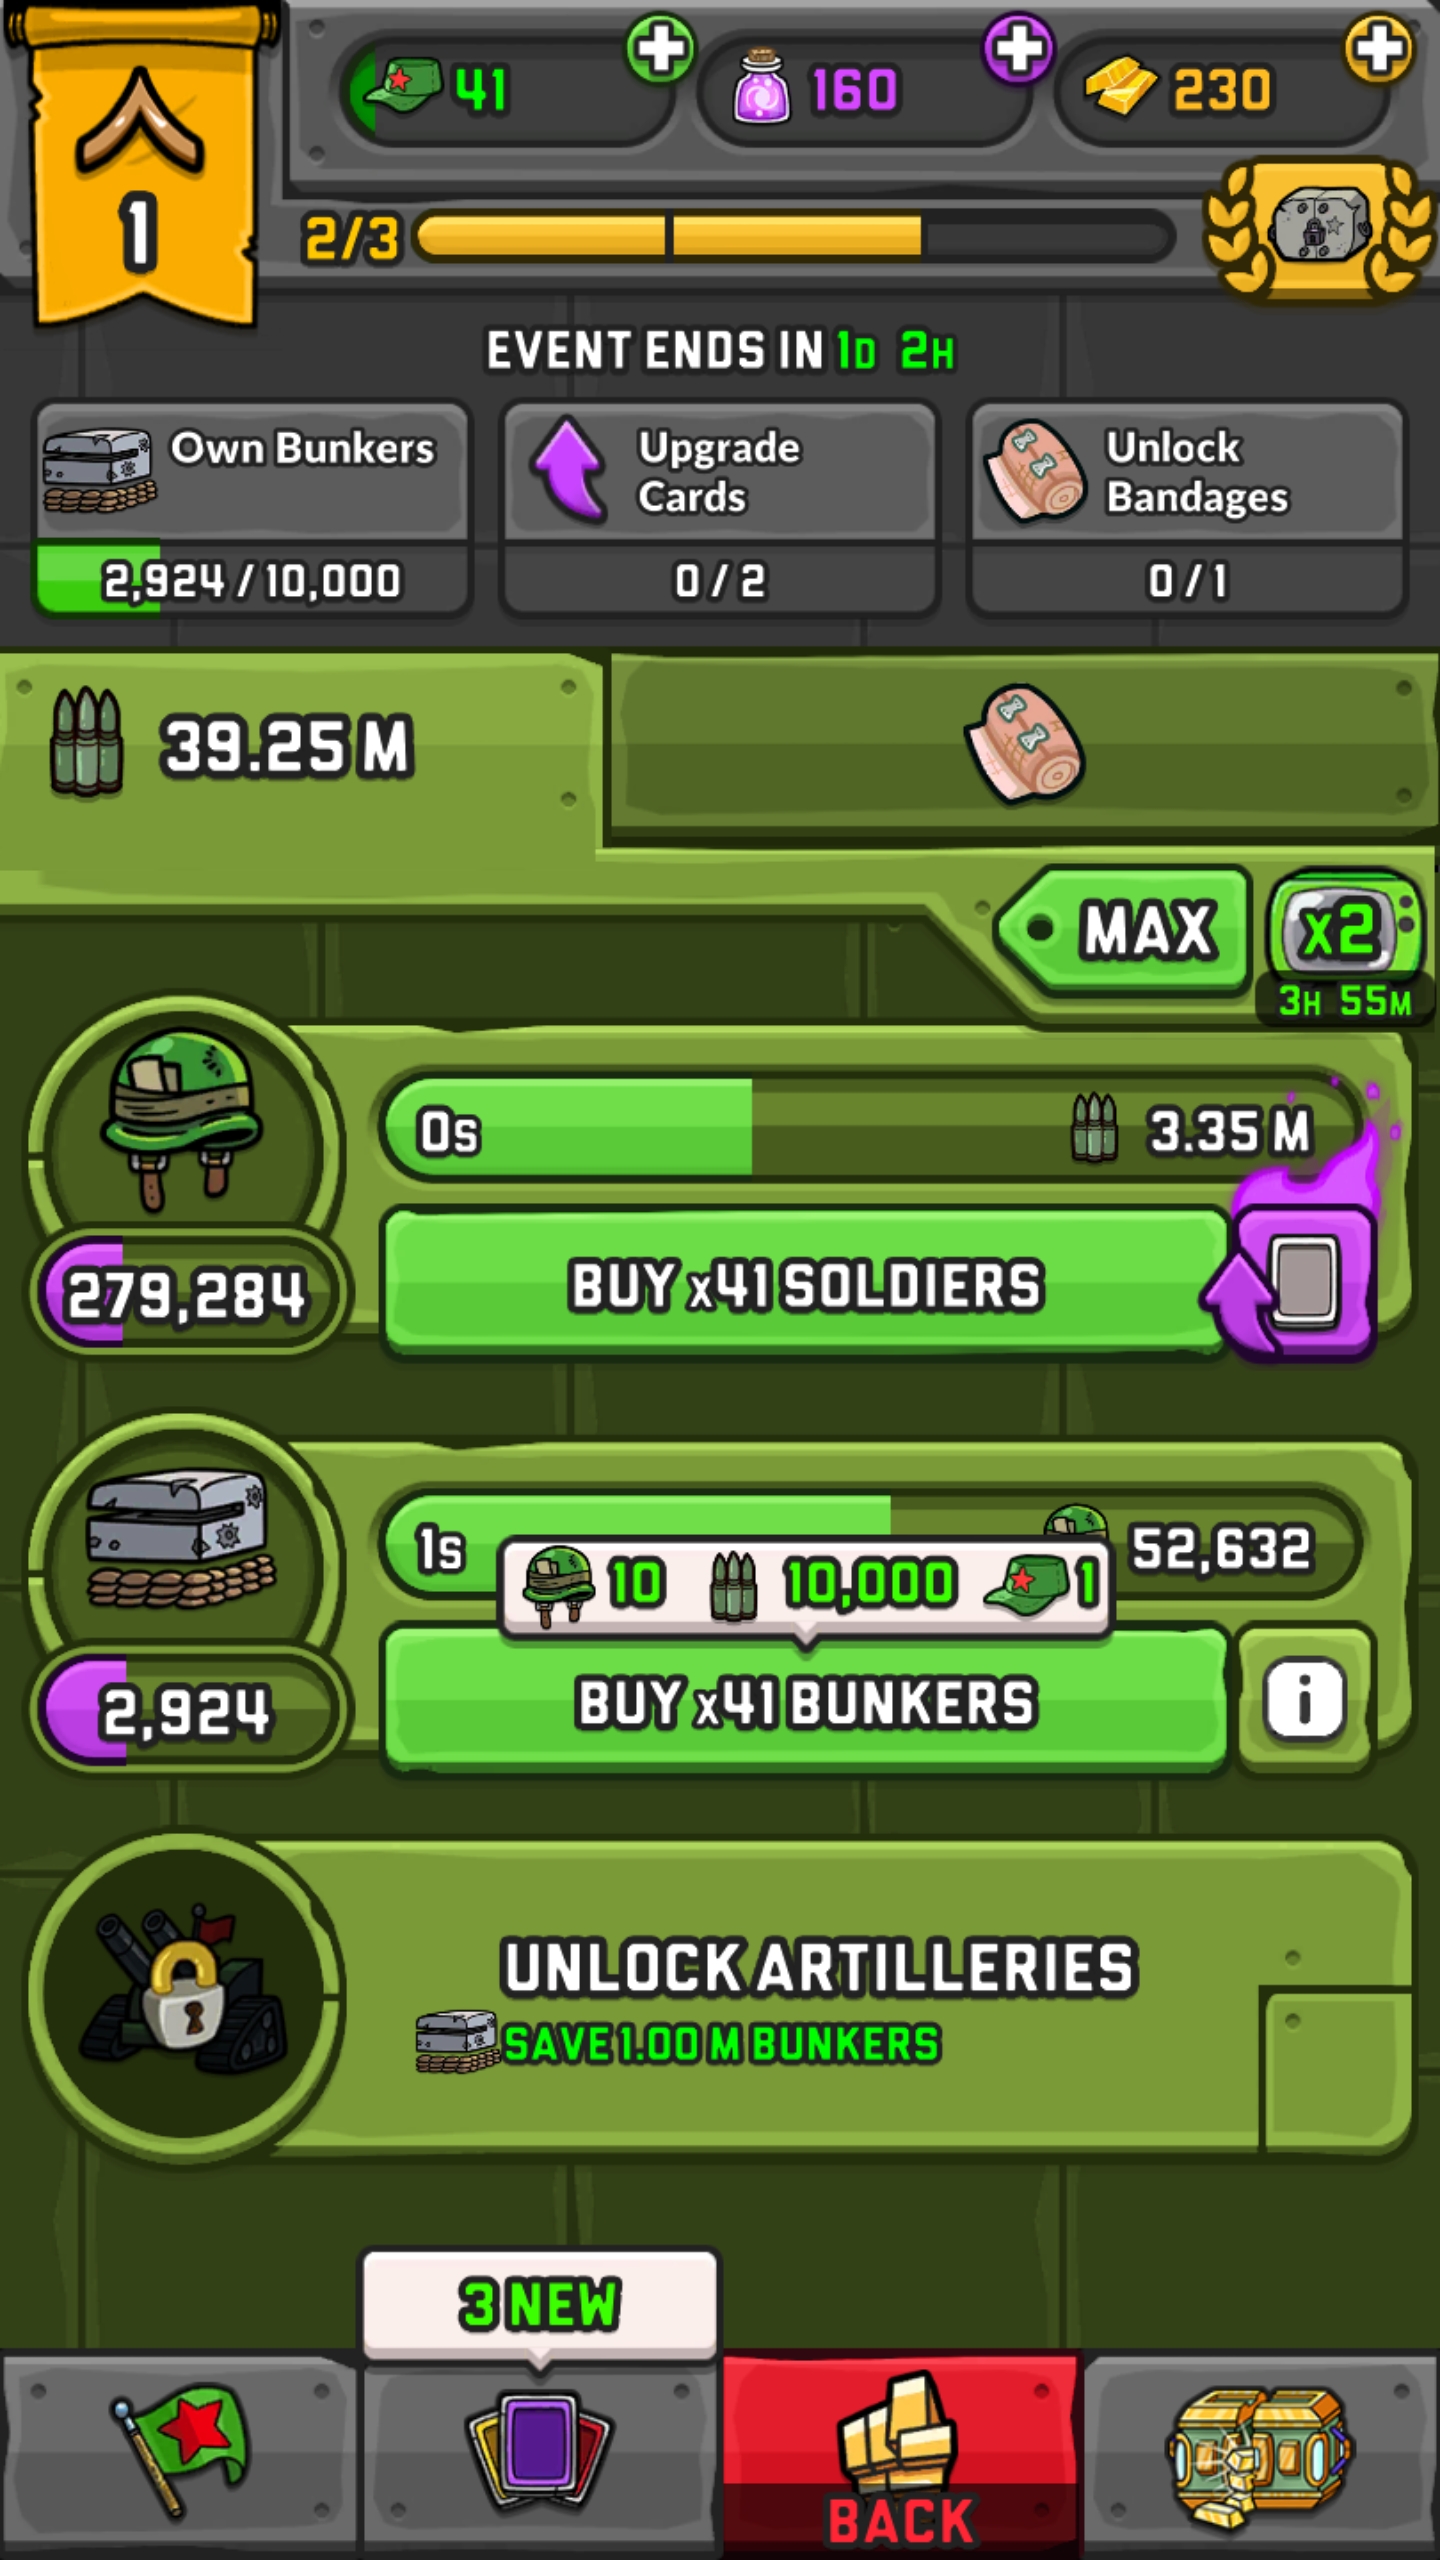 41
160
230
1
2/3
EVENT ENDS IN 1D 2H
Own Bunkers
2,924 / 10,000
Upgrade
Cards
0 / 2
Unlock
Bandages
0 / 1
39.25 M
MAX
x2
3H 55M
0s
3.35 M
279,284
BUY x41 SOLDIERS
1s
52,632
10
10,000
1
2,924
BUY x41 BUNKERS
i
UNLOCK ARTILLERIES
SAVE 1.00 M BUNKERS
3 NEW
BACK